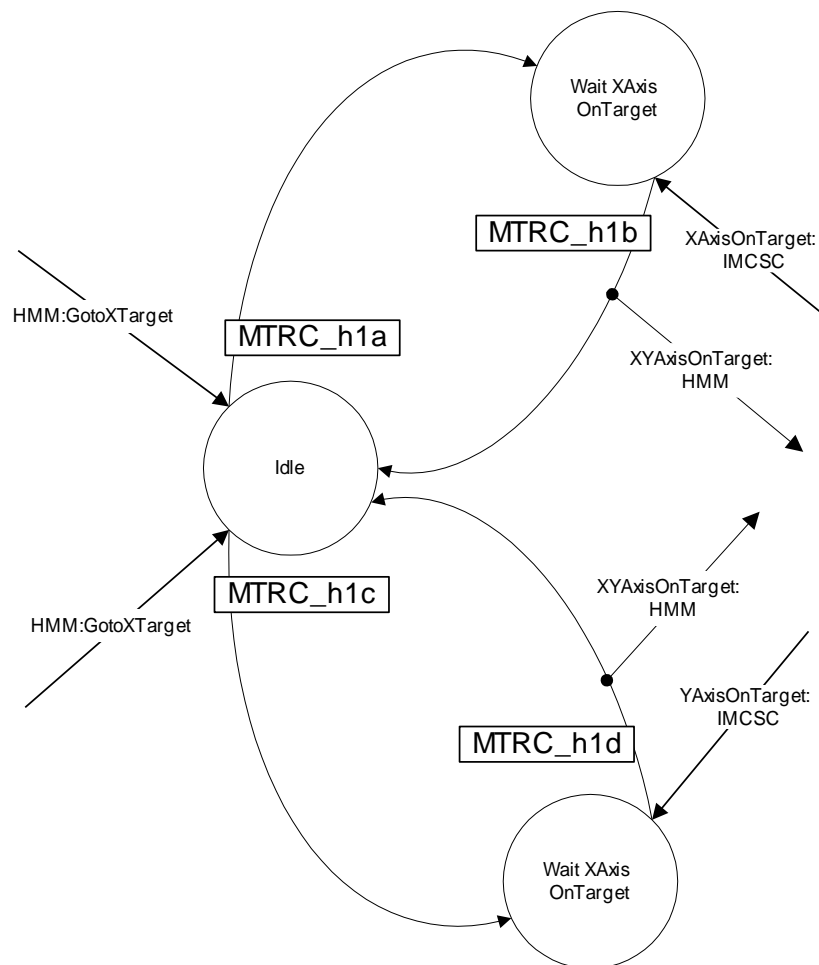 Wait XAxis
OnTarget
MTRC_h1b
XAxisOnTarget:
IMCSC
HMM:GotoXTarget
MTRC_h1a
XYAxisOnTarget:
HMM
Idle
MTRC_h1c
XYAxisOnTarget:
HMM
HMM:GotoXTarget
YAxisOnTarget:
IMCSC
MTRC_h1d
Wait XAxis
OnTarget